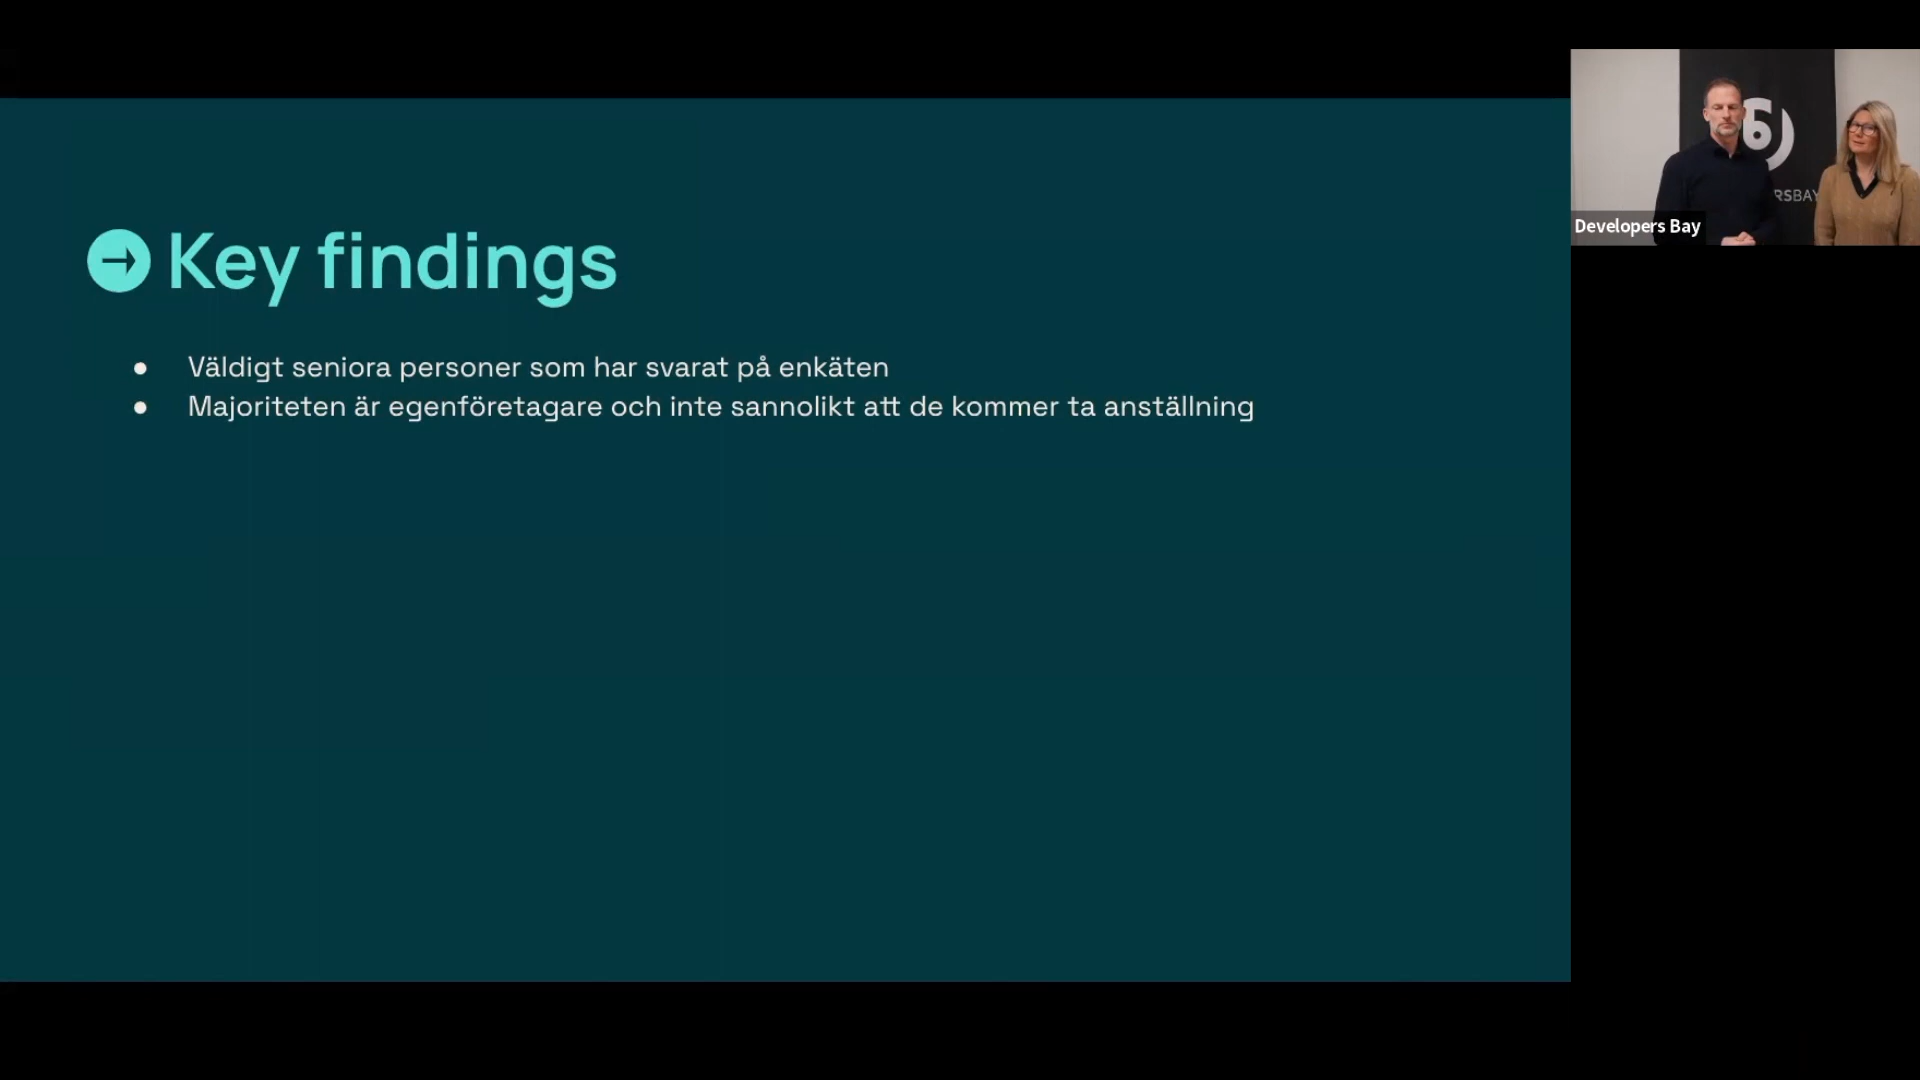 Key findings
● Väldigt seniora personer som har svarat på enkäten
● Majoriteten är egenföretagare och inte sannolikt att de kommer ta anställning
RSBAY
Developers Bay